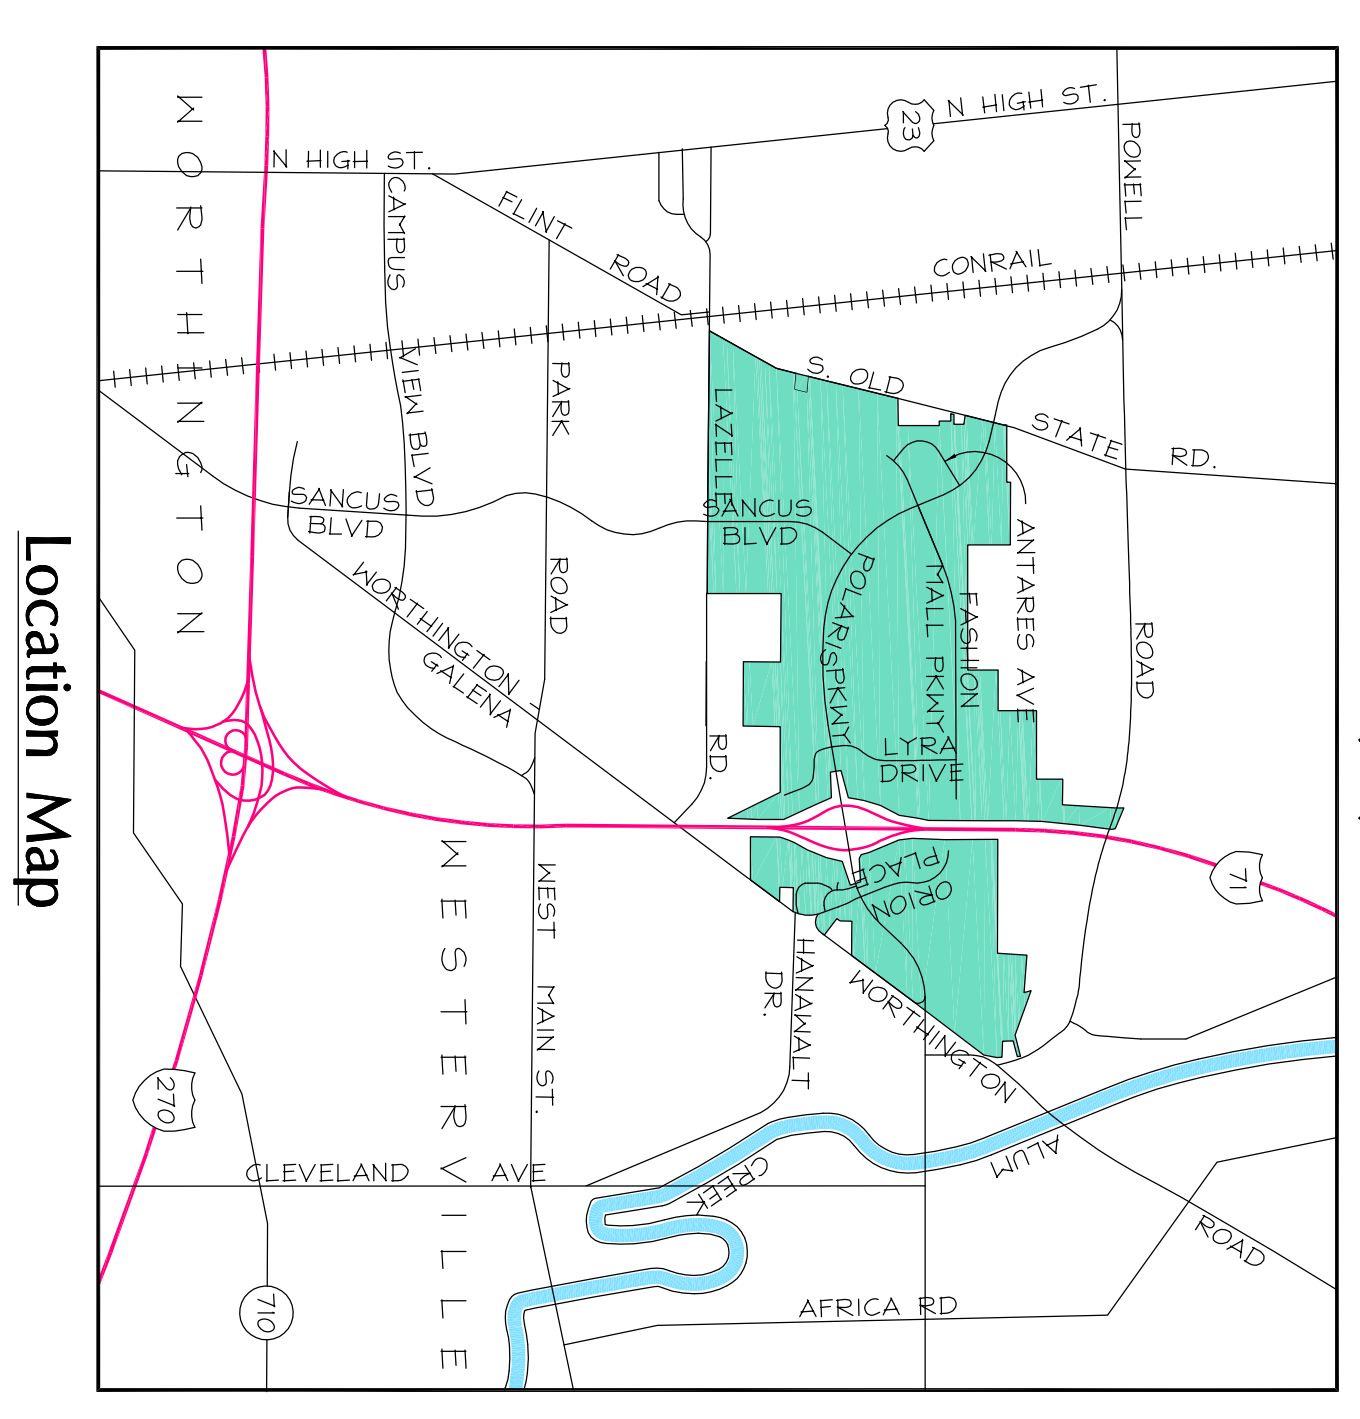 Location Map
N HIGH ST.
23
N HIGH ST.
WORTHINGTON
CAMPUS
VIEW BLVD
FLINT
ROAD
POWELL
ROAD
CONRAIL
S. OLD
STATE
RD.
PARK
ROAD
LAZELLE
RD.
SANCUS
BLVD
SANCUS
BLVD
WORTHINGTON -
GALENA
POLARIS PKWY
MALL PKWY
FASHION
ANTARES AVE
LYRA
DRIVE
71
ORION
PLACE
WESTERVILLE
WEST MAIN ST.
HANAWALT
DR.
WORTHINGTON
ROAD
270
CLEVELAND AVE
CREEK
ALUM
AFRICA RD
710